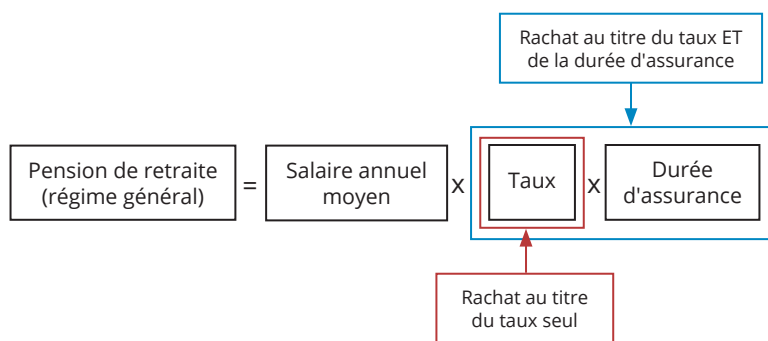 Rachat au titre du taux ET
de la durée d'assurance
Pension de retraite
(régime général)
=
Salaire annuel
moyen
x
Taux
x
Durée
d'assurance
Rachat au titre
du taux seul